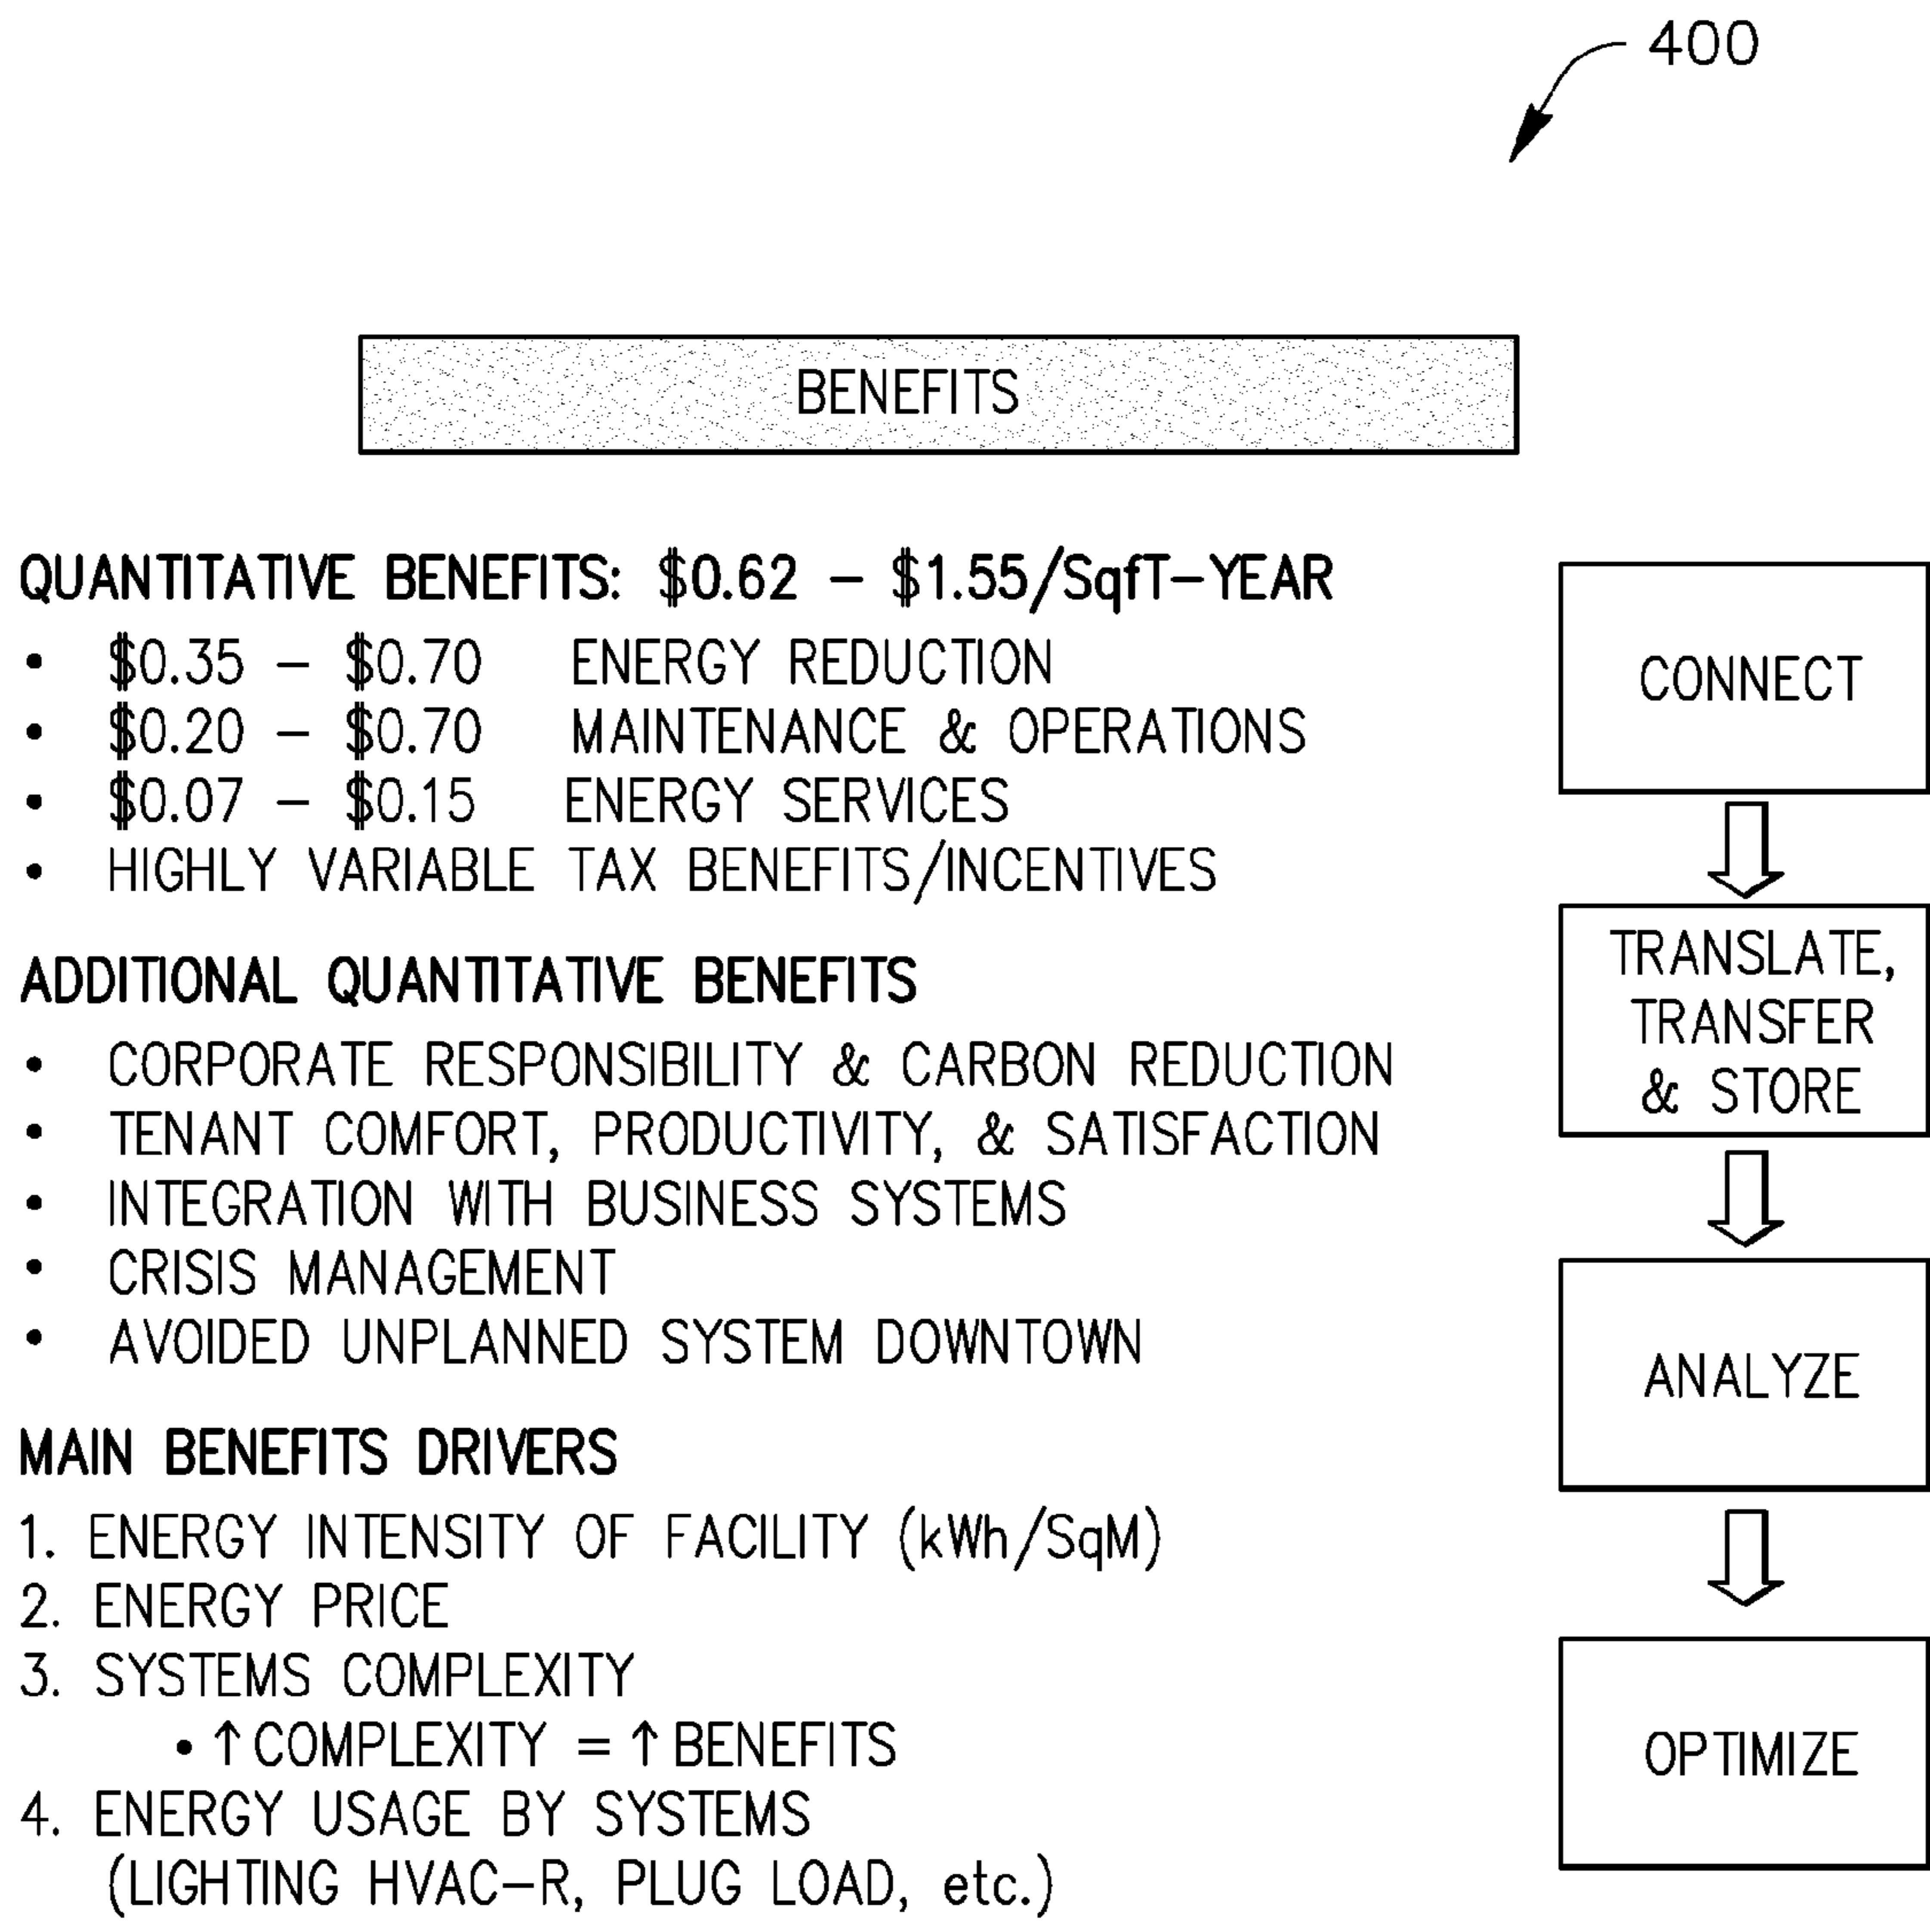 400
BENEFITS
QUANTITATIVE BENEFITS: $0.62 – $1.55/SqfT–YEAR
• $0.35 – $0.70 ENERGY REDUCTION
• $0.20 – $0.70 MAINTENANCE & OPERATIONS
• $0.07 – $0.15 ENERGY SERVICES
• HIGHLY VARIABLE TAX BENEFITS/INCENTIVES
ADDITIONAL QUANTITATIVE BENEFITS
• CORPORATE RESPONSIBILITY & CARBON REDUCTION
• TENANT COMFORT, PRODUCTIVITY, & SATISFACTION
• INTEGRATION WITH BUSINESS SYSTEMS
• CRISIS MANAGEMENT
• AVOIDED UNPLANNED SYSTEM DOWNTOWN
MAIN BENEFITS DRIVERS
1. ENERGY INTENSITY OF FACILITY (kWh/SqM)
2. ENERGY PRICE
3. SYSTEMS COMPLEXITY
• ↑ COMPLEXITY = ↑ BENEFITS
4. ENERGY USAGE BY SYSTEMS
(LIGHTING HVAC–R, PLUG LOAD, etc.)
CONNECT
TRANSLATE,
TRANSFER
& STORE
ANALYZE
OPTIMIZE